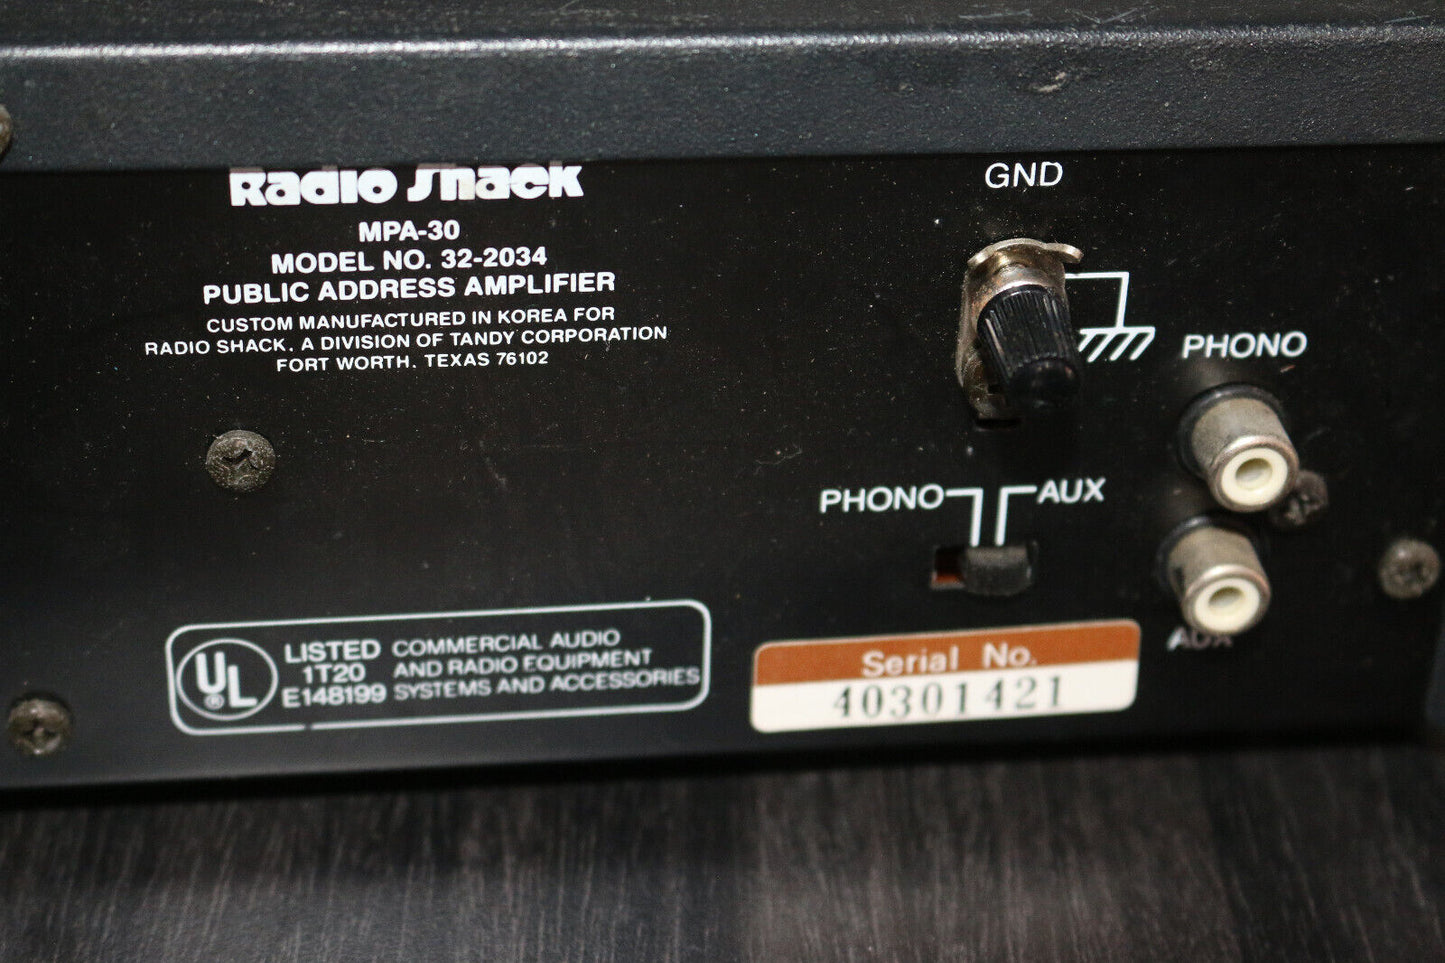 Radio Shack
MPA-30
MODEL NO. 32-2034
PUBLIC ADDRESS AMPLIFIER
CUSTOM MANUFACTURED IN KOREA FOR
RADIO SHACK. A DIVISION OF TANDY CORPORATION
FORT WORTH. TEXAS 76102
GND
PHONO
PHONO AUX
AUX
UL ®
LISTED
1T20
E148199
COMMERCIAL AUDIO
AND RADIO EQUIPMENT
SYSTEMS AND ACCESSORIES
Serial No.
40301421